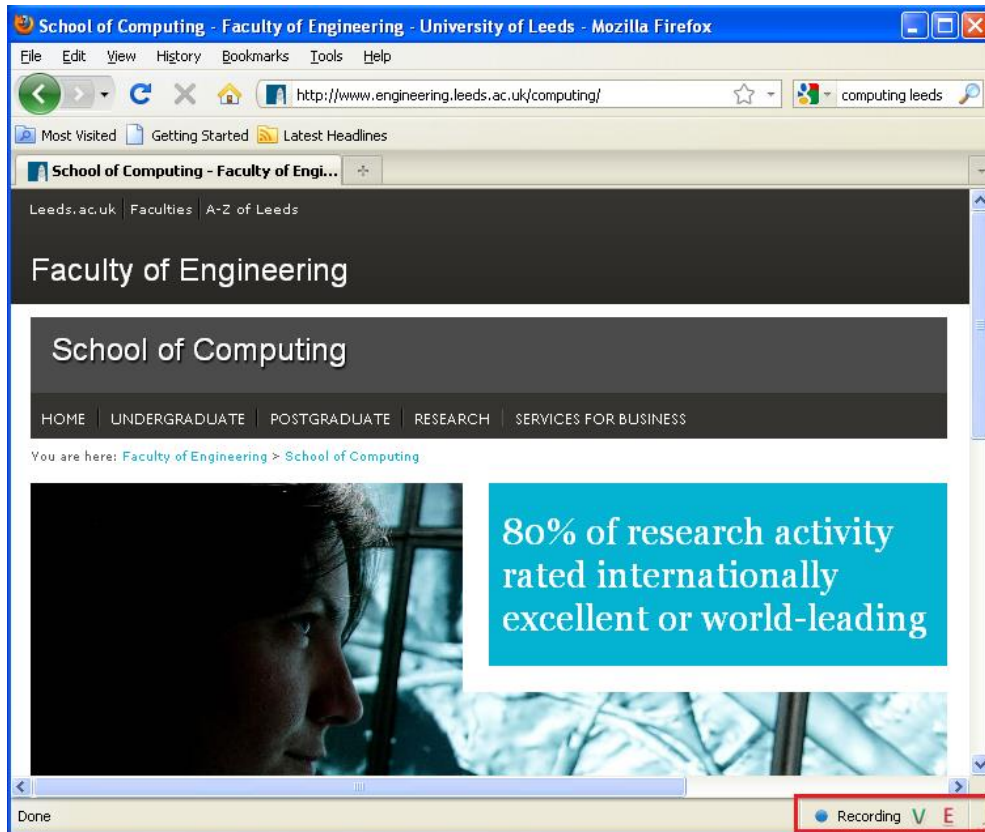 School of Computing - Faculty of Engineering - University of Leeds - Mozilla Firefox
File Edit View History Bookmarks Tools Help
http://www.engineering.leeds.ac.uk/computing/ computing leeds
Most Visited Getting Started Latest Headlines
School of Computing - Faculty of Engi...
Leeds.ac.uk Faculties A-Z of Leeds
Faculty of Engineering
School of Computing
HOME UNDERGRADUATE POSTGRADUATE RESEARCH SERVICES FOR BUSINESS
You are here: Faculty of Engineering > School of Computing
80% of research activity
rated internationally
excellent or world-leading
Done Recording V E